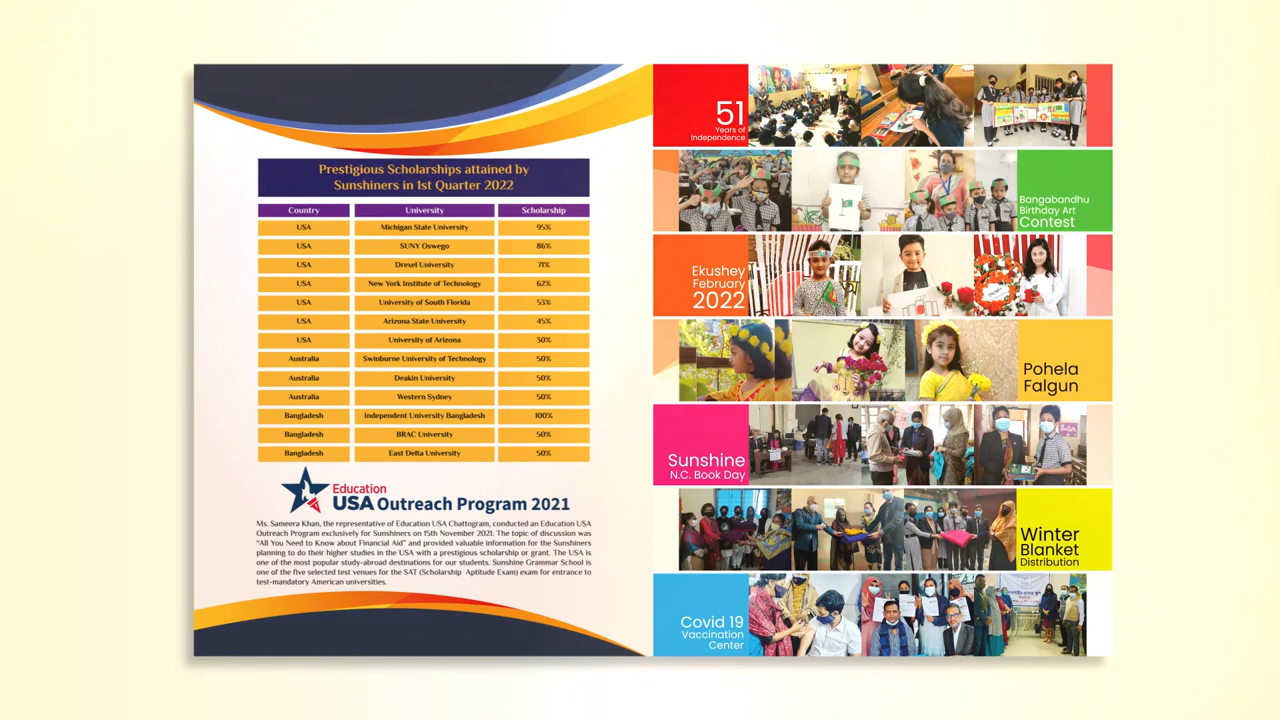 Prestigious Scholarships attained by
Sunshiners in 1st Quarter 2022
Country University Scholarship
USA Michigan State University 95%
USA SUNY Oswego 86%
USA Drexel University 71%
USA New York Institute of Technology 62%
USA University of South Florida 53%
USA Arizona State University 45%
USA University of Arizona 30%
Australia Swinburne University of Technology 50%
Australia Deakin University 50%
Australia Western Sydney 50%
Bangladesh Independent University Bangladesh 100%
Bangladesh BRAC University 50%
Bangladesh East Delta University 50%
Education
USA Outreach Program 2021
Ms. Sameera Khan, the representative of Education USA Chattogram, conducted an Education USA
Outreach Program exclusively for Sunshiners on 15th November 2021. The topic of discussion was
"All You Need to Know about Financial Aid" and provided valuable information for the Sunshiners
planning to do their higher studies in the USA with a prestigious scholarship or grant. The USA is
one of the most popular study-abroad destinations for our students. Sunshine Grammar School is
one of the five selected test venues for the SAT (Scholarship Aptitude Exam) exam for entrance to
test-mandatory American universities.
51
Years of
Independence
Bangabandhu
Birthday Art
Contest
Ekushey
February
2022
Pohela
Falgun
Sunshine
N.C. Book Day
Winter
Blanket
Distribution
Covid 19
Vaccination
Center